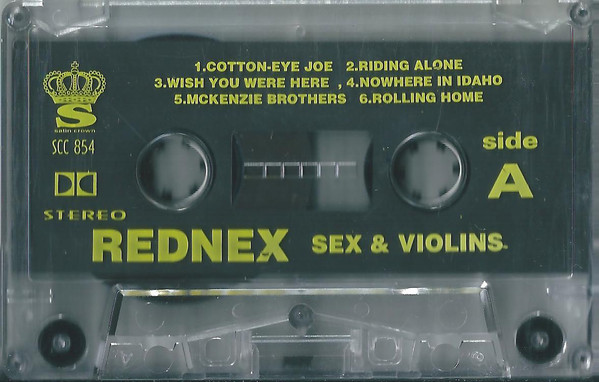 1.COTTON-EYE JOE 2.RIDING ALONE
3.WISH YOU WERE HERE , 4.NOWHERE IN IDAHO
5.MCKENZIE BROTHERS 6.ROLLING HOME
S
satin crown
SCC 854
STEREO
side
A
REDNEX SEX & VIOLINS